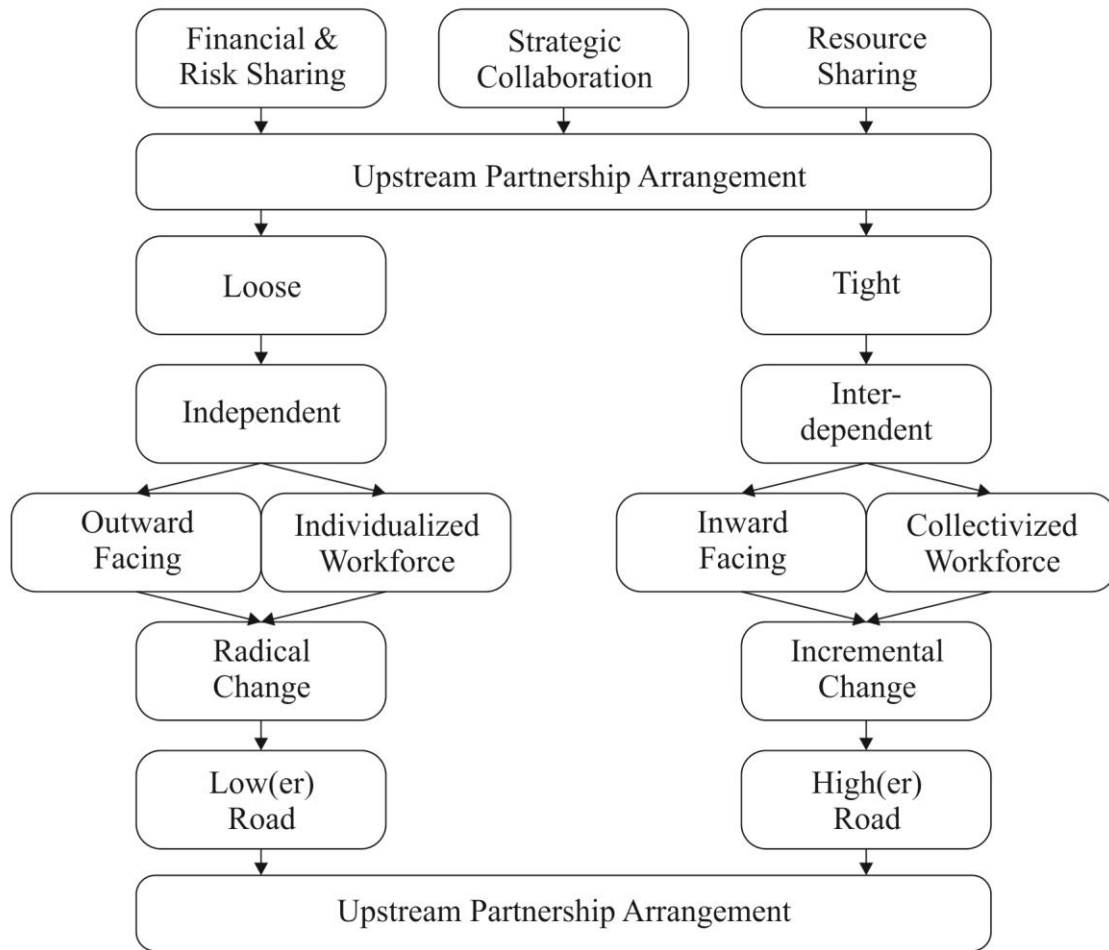 Financial &
Risk Sharing
Strategic
Collaboration
Resource
Sharing
Upstream Partnership Arrangement
Loose
Tight
Independent
Inter-
dependent
Outward
Facing
Individualized
Workforce
Inward
Facing
Collectivized
Workforce
Radical
Change
Incremental
Change
Low(er)
Road
High(er)
Road
Upstream Partnership Arrangement